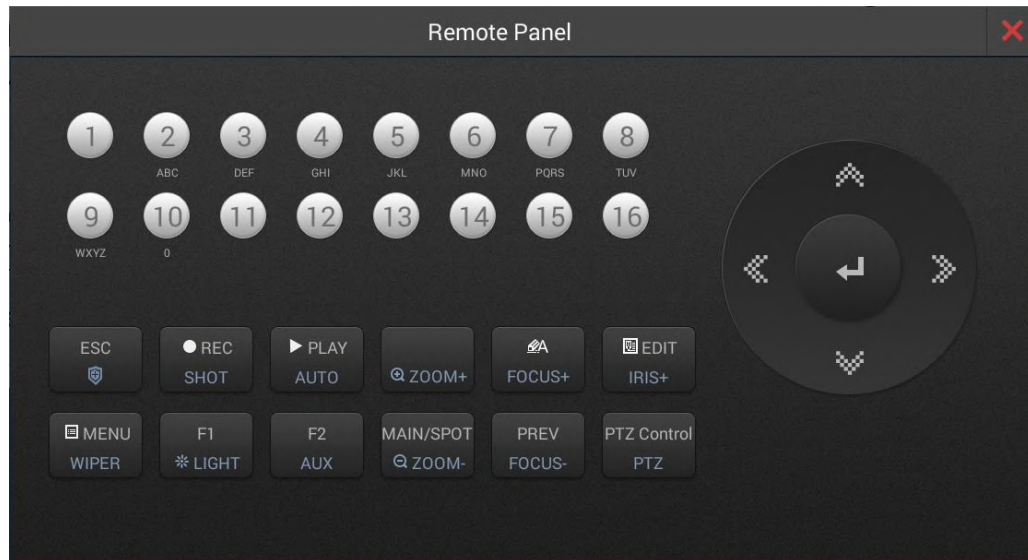 Remote Panel
1 2 3 4 5 6 7 8
ABC DEF GHI JKL MNO PQRS TUV
9 10 11 12 13 14 15 16
WXYZ 0
ESC REC PLAY A EDIT
SHOT AUTO ZOOM+ FOCUS+ IRIS+
MENU F1 F2 MAIN/SPOT PREV PTZ Control
WIPER LIGHT AUX ZOOM- FOCUS- PTZ